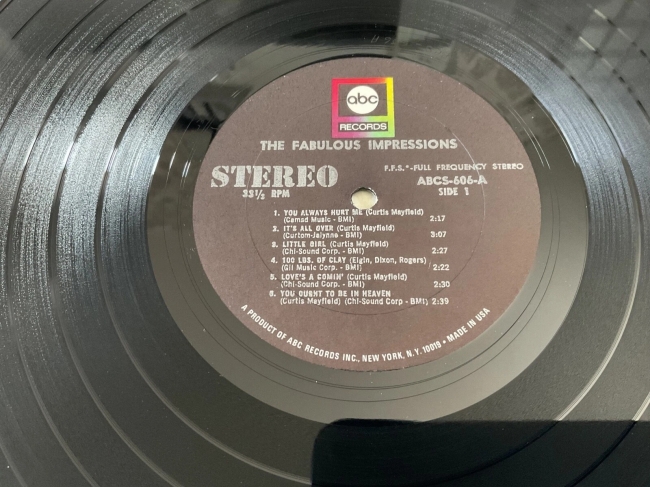 abc
RECORDS
THE FABULOUS IMPRESSIONS
F.F.S.*-FULL FREQUENCY STEREO
STEREO
33⅓ RPM
ABCS-606-A
SIDE 1
1. YOU ALWAYS HURT ME (Curtis Mayfield)
(Camad Music - BMI) 2:17
2. IT'S ALL OVER (Curtis Mayfield)
(Curtom-Jalynne - BMI) 3:07
3. LITTLE GIRL (Curtis Mayfield)
(Chi-Sound Corp. - BMI) 2:27
4. 100 LBS. OF CLAY (Elgin, Dixon, Rogers)
(Gil Music Corp. - BMI) 2:22
5. LOVE'S A COMIN' (Curtis Mayfield)
(Chi-Sound Corp. - BMI) 2:30
6. YOU OUGHT TO BE IN HEAVEN
(Curtis Mayfield) (Chi-Sound Corp - BMI) 2:39
A PRODUCT OF ABC RECORDS INC., NEW YORK, N.Y. 10019 • MADE IN USA